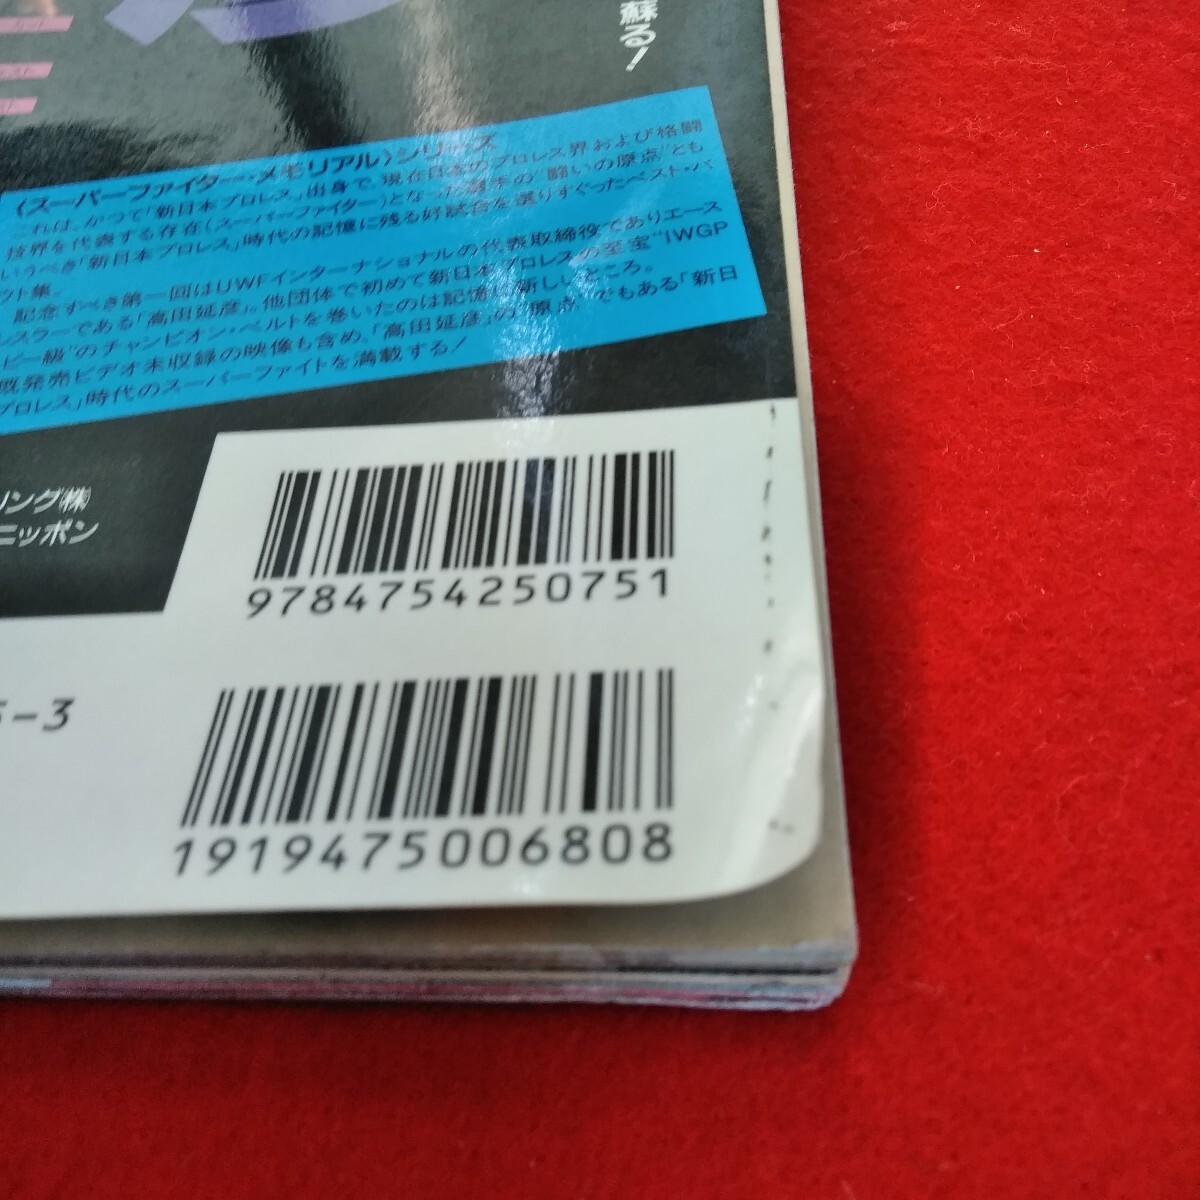 蘇る!
〈スーパーファイター・メモリアル〉シリーズ
これは、かつて「新日本プロレス」出身で、現在日本のプロレス界および格闘
技界を代表する存在(スーパーファイター)となった選手の"闘いの原点"とも
いうべき「新日本プロレス」時代の記憶に残る好試合を選りすぐったベスト・バ
ウト集。
記念すべき第一回はUWFインターナショナルの代表取締役でありエース
レスラーである「高田延彦」。他団体で初めて新日本プロレスの至宝"IWGP
ビー級"のチャンピオン・ベルトを巻いたのは記憶に新しいところ。
既発売ビデオ未収録の映像も含め、「高田延彦」の"原点"でもある「新日
プロレス」時代のスーパーファイトを満載する!
リング㈱
ニッポン
9784754250751
5-3
1919475006808